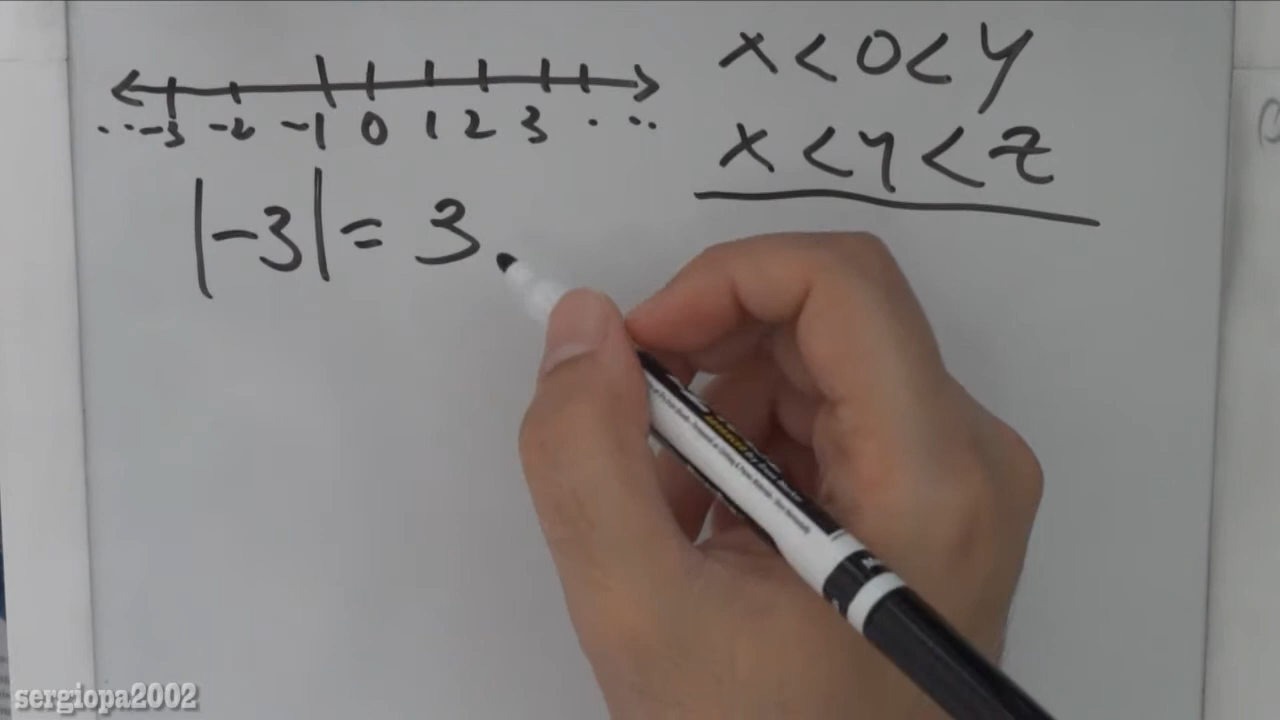 x < 0 < y
x < y < z
..-3 -2 -1 0 1 2 3 . ..
|-3| = 3.
sergiopa2002